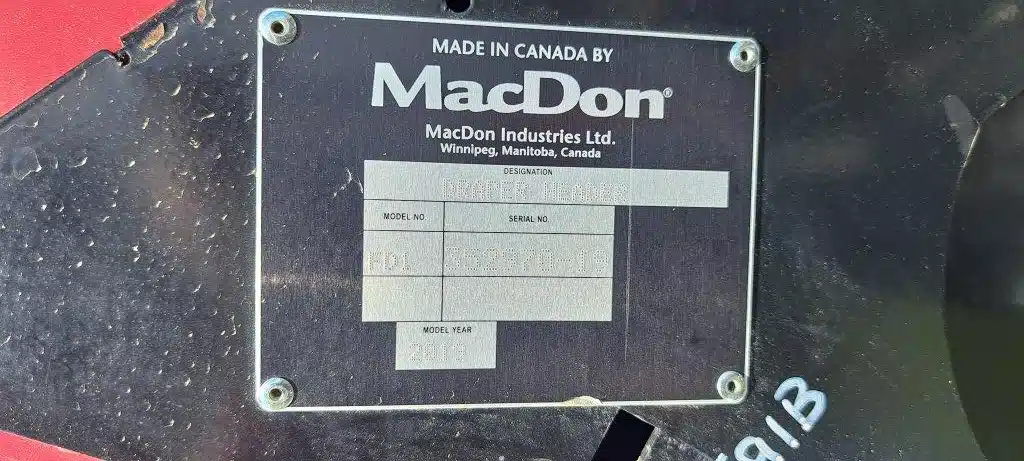 MADE IN CANADA BY
MacDon®
MacDon Industries Ltd.
Winnipeg, Manitoba, Canada
DESIGNATION
DRAPER HEADER
MODEL NO.
SERIAL NO.
FD1
MODEL YEAR
91B